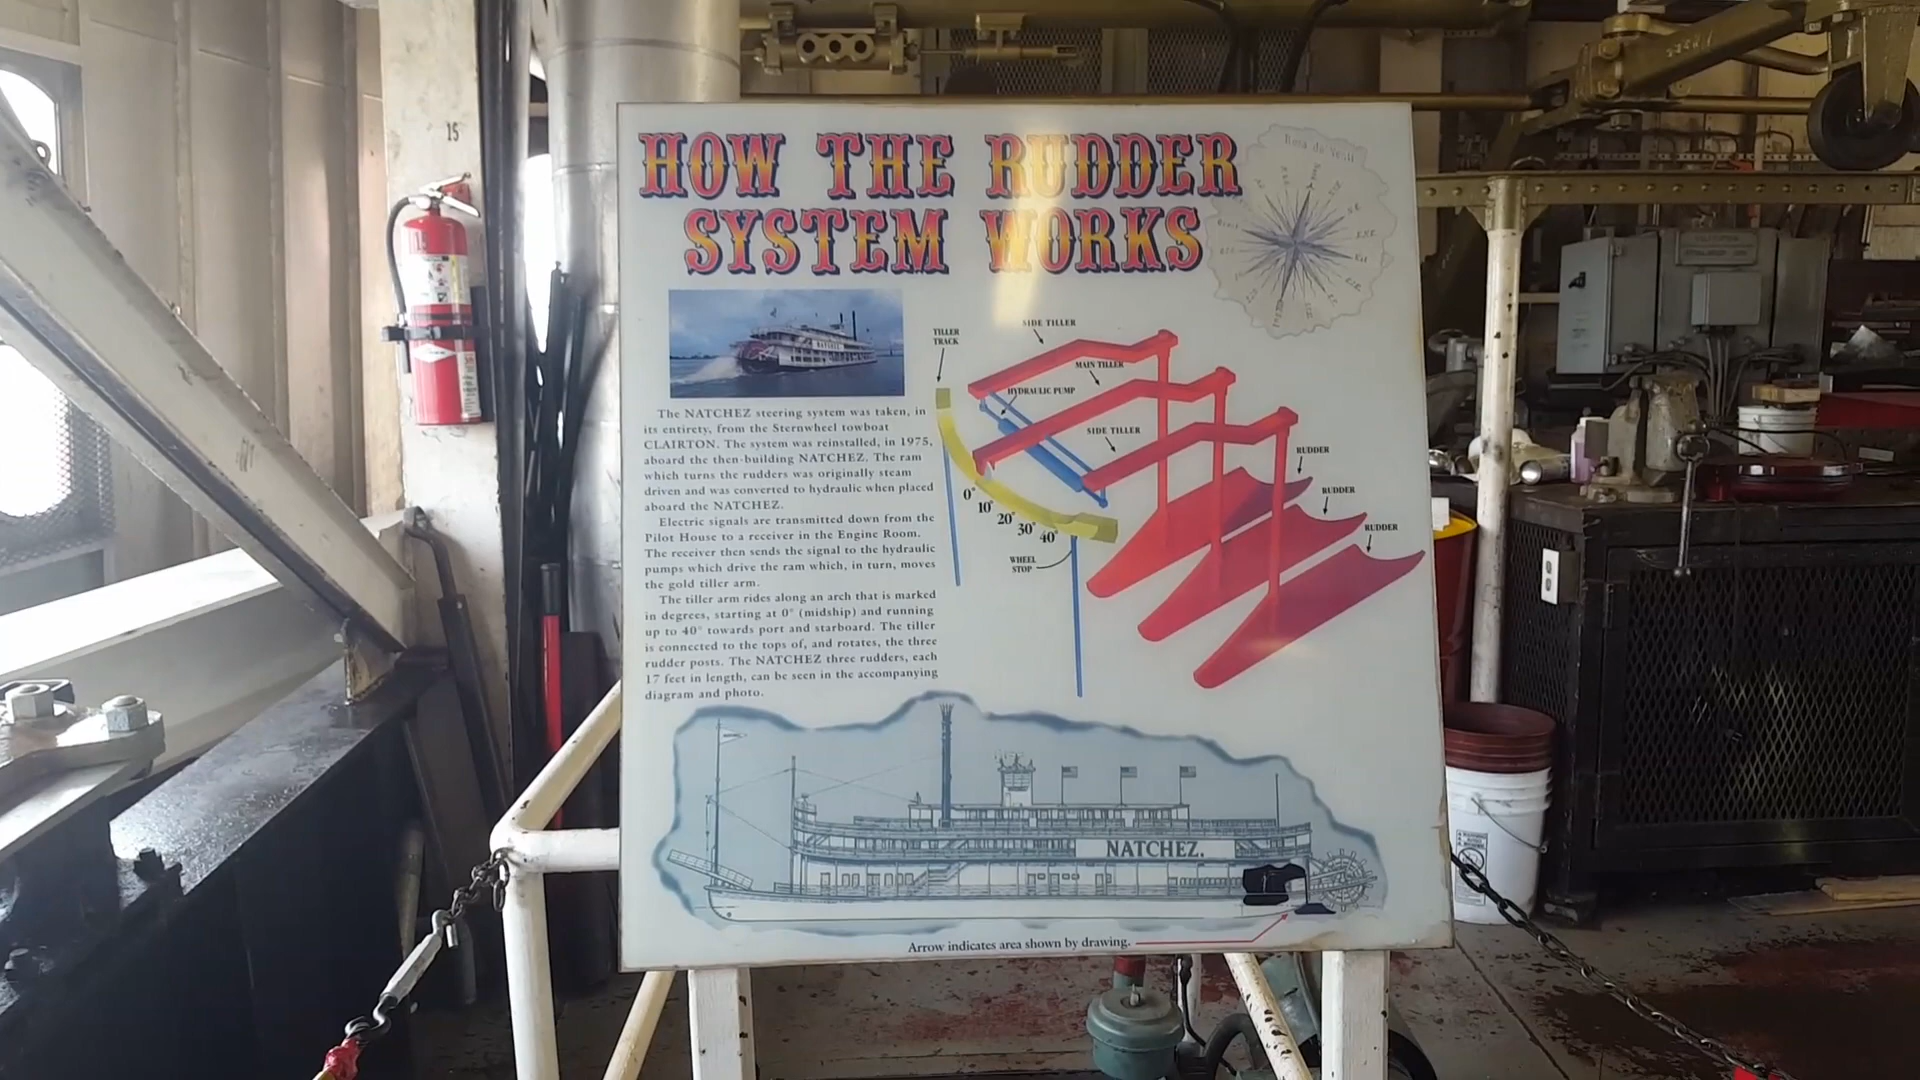 15
HOW THE RUDDER
SYSTEM WORKS
Rosa do
The NATCHEZ steering system was taken, in
its entirety, from the Sternwheel towboat
CLAIRTON. The system was reinstalled, in 1975,
aboard the then-building NATCHEZ. The ram
which turns the rudders was originally steam
driven and was converted to hydraulic when placed
aboard the NATCHEZ.
Electric signals are transmitted down from the
Pilot House to a receiver in the Engine Room.
The receiver then sends the signal to the hydraulic
pumps which drive the ram which, in turn, moves
the gold tiller arm.
The tiller arm rides along an arch that is marked
in degrees, starting at 0° (midship) and running
up to 40° towards port and starboard. The tiller
is connected to the tops of, and rotates, the three
rudder posts. The NATCHEZ three rudders, each
17 feet in length, can be seen in the accompanying
diagram and photo.
TILLER
TRACK
SIDE TILLER
MAIN TILLER
HYDRAULIC PUMP
SIDE TILLER
RUDDER
RUDDER
RUDDER
0°
10°
20°
30°
40°
WHEEL
STOP
NATCHEZ.
Arrow indicates area shown by drawing.